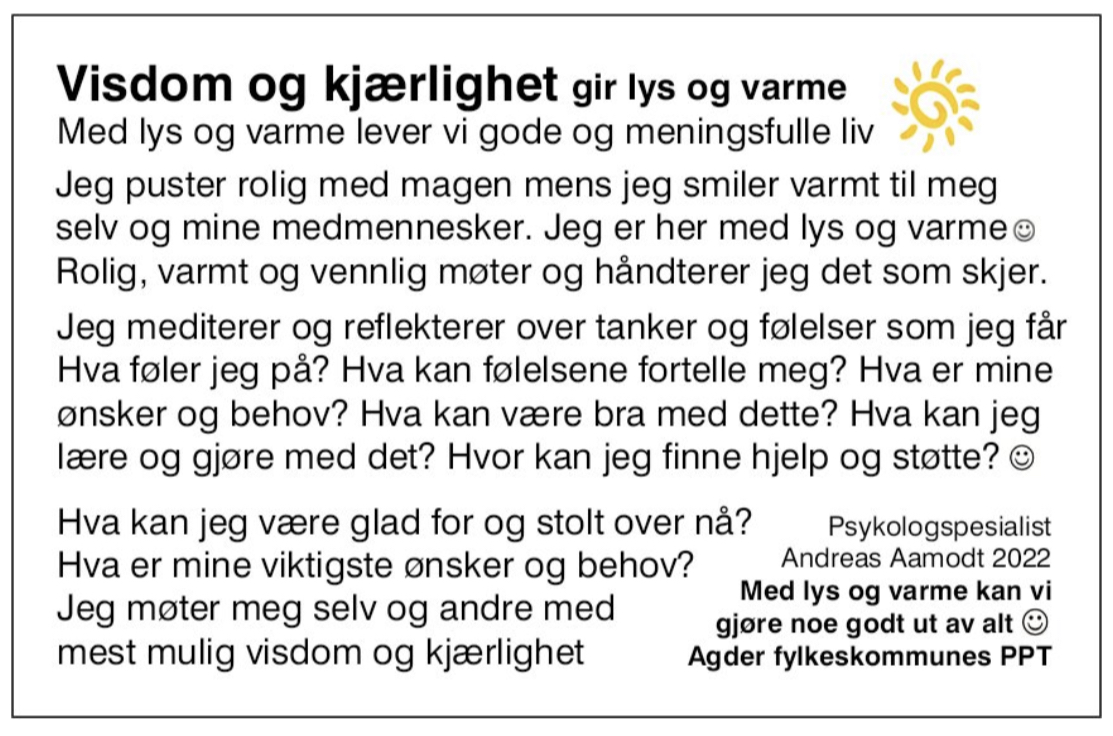 Visdom og kjærlighet gir lys og varme
Med lys og varme lever vi gode og meningsfulle liv
Jeg puster rolig med magen mens jeg smiler varmt til meg
selv og mine medmennesker. Jeg er her med lys og varme☺
Rolig, varmt og vennlig møter og håndterer jeg det som skjer.
Jeg mediterer og reflekterer over tanker og følelser som jeg får
Hva føler jeg på? Hva kan følelsene fortelle meg? Hva er mine
ønsker og behov? Hva kan være bra med dette? Hva kan jeg
lære og gjøre med det? Hvor kan jeg finne hjelp og støtte? ☺
Hva kan jeg være glad for og stolt over nå?
Hva er mine viktigste ønsker og behov?
Jeg møter meg selv og andre med
mest mulig visdom og kjærlighet
Psykologspesialist
Andreas Aamodt 2022
Med lys og varme kan vi
gjøre noe godt ut av alt ☺
Agder fylkeskommunes PPT